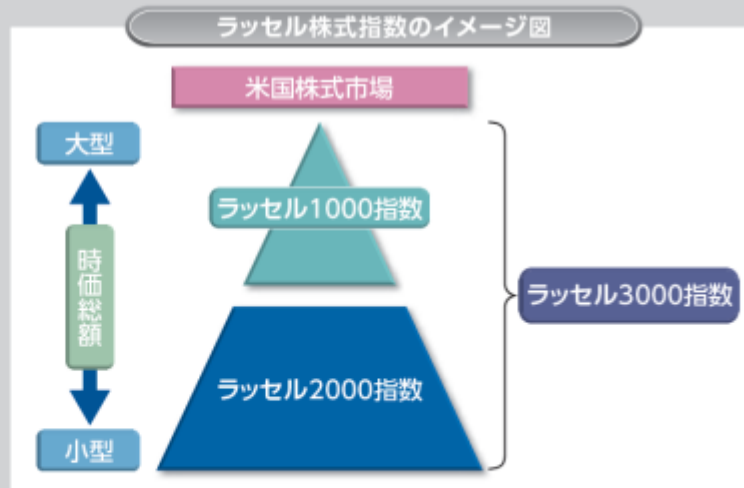 ラッセル株式指数のイメージ図
米国株式市場
大型
ラッセル1000指数
時価総額
ラッセル3000指数
ラッセル2000指数
小型